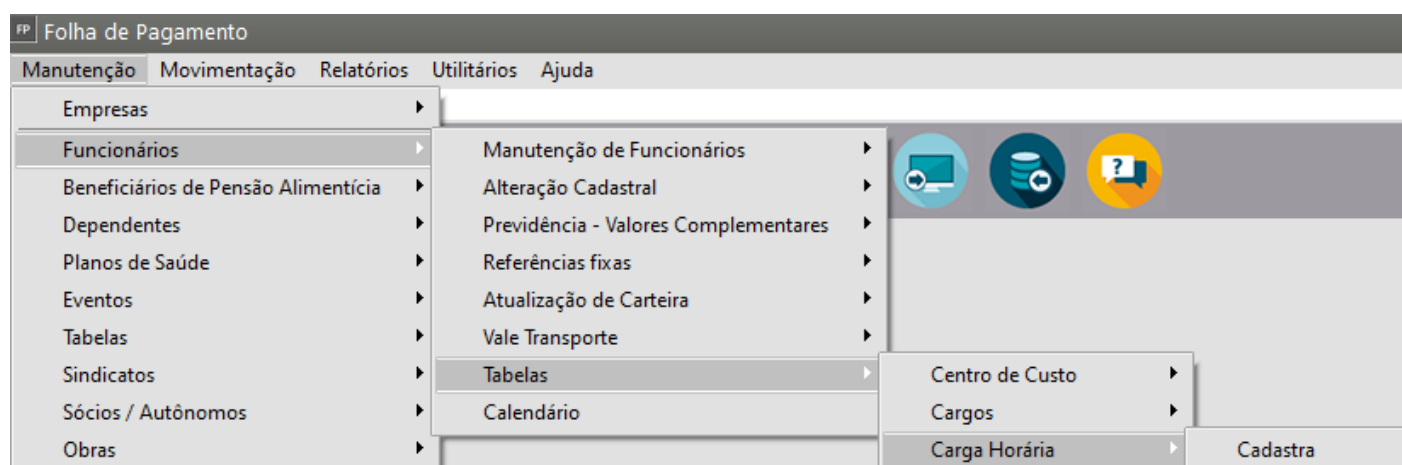 FP Folha de Pagamento
Manutenção Movimentação Relatórios Utilitários Ajuda
Empresas
Funcionários
Beneficiários de Pensão Alimentícia
Dependentes
Planos de Saúde
Eventos
Tabelas
Sindicatos
Sócios / Autônomos
Obras
Manutenção de Funcionários
Alteração Cadastral
Previdência - Valores Complementares
Referências fixas
Atualização de Carteira
Vale Transporte
Tabelas
Calendário
Centro de Custo
Cargos
Carga Horária
Cadastra
?